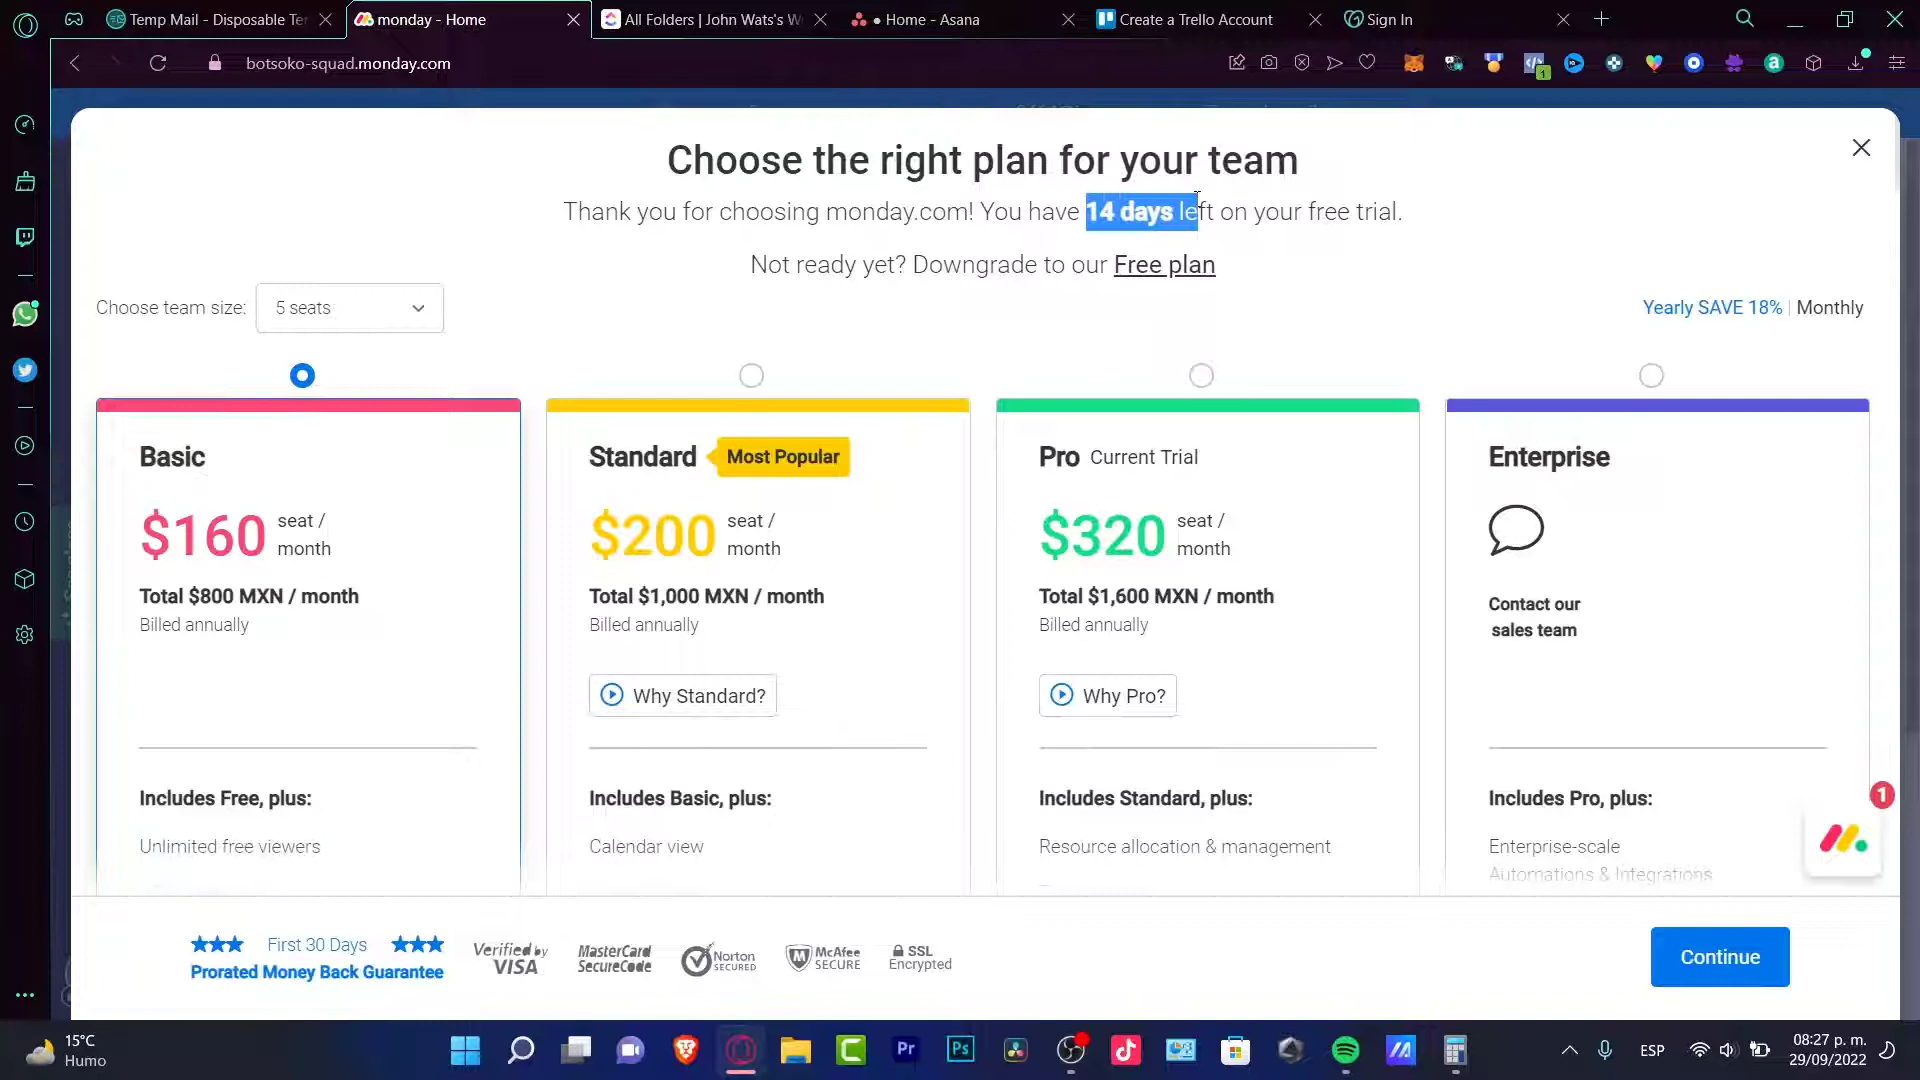 Temp Mail - Disposable Te
monday - Home
All Folders | John Wats's W
● Home - Asana
Create a Trello Account
Sign In
botsoko-squad.monday.com
1
Choose the right plan for your team
Thank you for choosing monday.com! You have 14 days left on your free trial.
Not ready yet? Downgrade to our Free plan
Choose team size: 5 seats
Yearly SAVE 18% | Monthly
Basic
$160 seat / month
Total $800 MXN / month
Billed annually
Includes Free, plus:
Unlimited free viewers
Standard Most Popular
$200 seat / month
Total $1,000 MXN / month
Billed annually
Why Standard?
Includes Basic, plus:
Calendar view
Pro Current Trial
$320 seat / month
Total $1,600 MXN / month
Billed annually
Why Pro?
Includes Standard, plus:
Resource allocation & management
Enterprise
Contact our
sales team
Includes Pro, plus:
Enterprise-scale
Automations & Integrations
1
First 30 Days
Prorated Money Back Guarantee
Verified by
VISA
MasterCard
SecureCode
Norton
SECURED
McAfee
SECURE
SSL
Encrypted
Continue
15°C
Humo
Pr
Ps
ESP
08:27 p. m.
29/09/2022